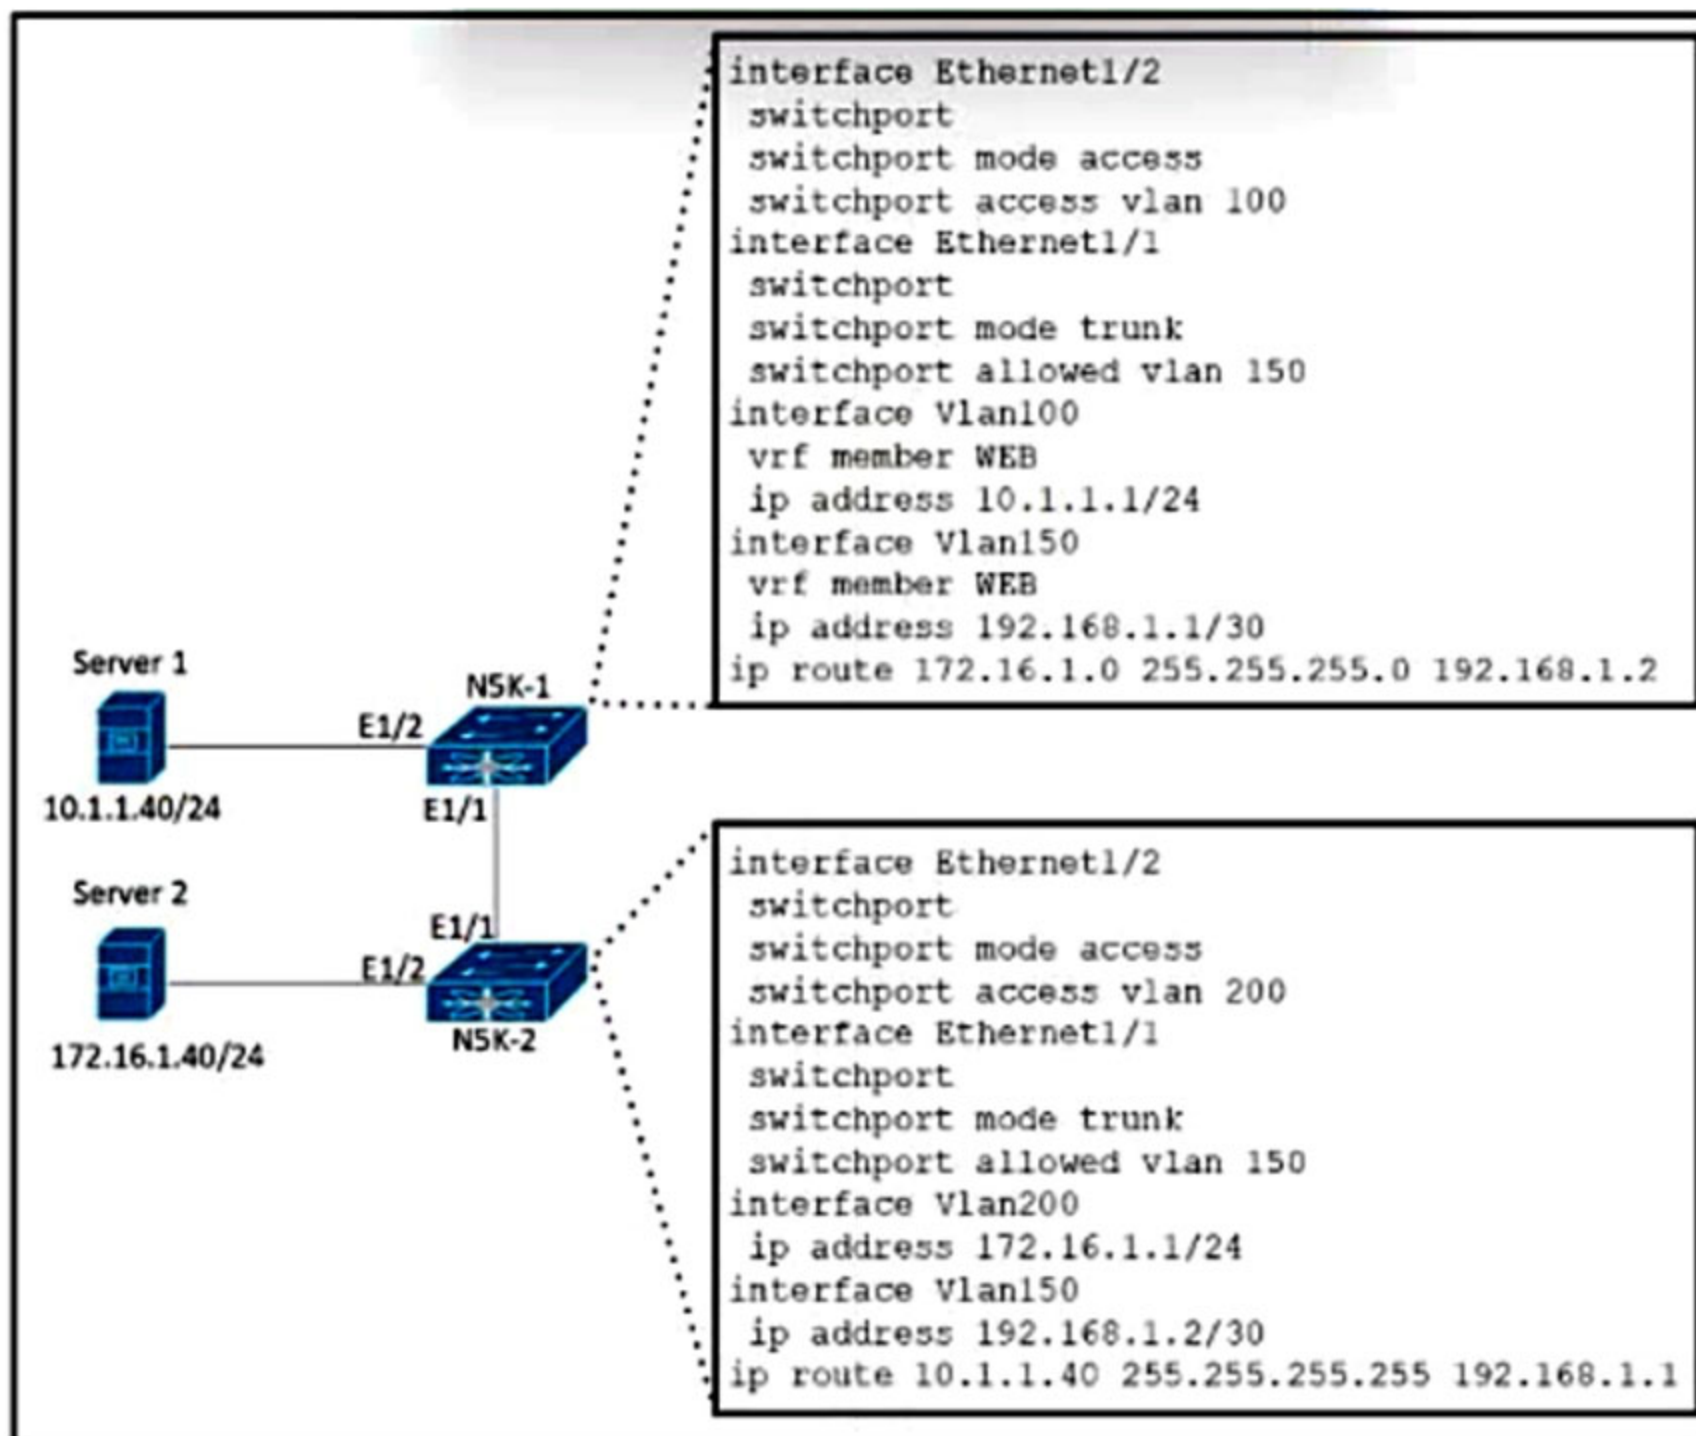 interface Ethernet1/2
switchport
switchport mode access
switchport access vlan 100
interface Ethernet1/1
switchport
switchport mode trunk
switchport allowed vlan 150
interface Vlan100
vrf member WEB
ip address 10.1.1.1/24
interface Vlan150
vrf member WEB
ip address 192.168.1.1/30
ip route 172.16.1.0 255.255.255.0 192.168.1.2
Server 1
N5K-1
E1/2
10.1.1.40/24
E1/1
Server 2
E1/1
E1/2
N5K-2
172.16.1.40/24
interface Ethernet1/2
switchport
switchport mode access
switchport access vlan 200
interface Ethernet1/1
switchport
switchport mode trunk
switchport allowed vlan 150
interface Vlan200
ip address 172.16.1.1/24
interface Vlan150
ip address 192.168.1.2/30
ip route 10.1.1.40 255.255.255.255 192.168.1.1